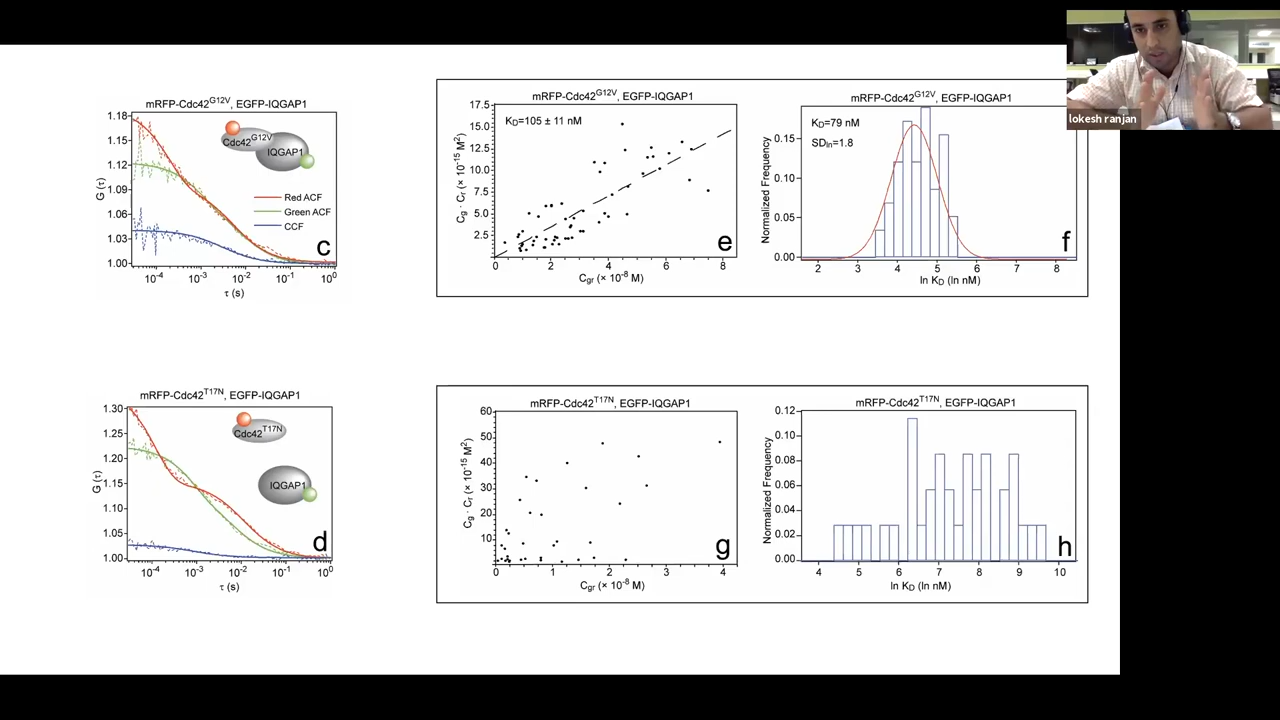 lokesh ranjan
mRFP-Cdc42G12V, EGFP-IQGAP1
1.18
1.15
1.12
1.09
1.06
1.03
1.00
G (τ)
10-4
10-3
10-2
10-1
100
τ (s)
Cdc42G12V
IQGAP1
Red ACF
Green ACF
CCF
c
mRFP-Cdc42G12V, EGFP-IQGAP1
KD=105 ± 11 nM
17.5
15.0
12.5
10.0
7.5
5.0
2.5
Cg · Cr (× 10-15 M2)
0
2
4
6
8
Cgr (× 10-8 M)
e
mRFP-Cdc42G12V, EGFP-IQGAP1
KD=79 nM
SDln=1.8
0.15
0.10
0.05
0.00
Normalized Frequency
2
3
4
5
6
7
8
ln KD (ln nM)
f
mRFP-Cdc42T17N, EGFP-IQGAP1
1.30
1.25
1.20
1.15
1.10
1.05
1.00
G (τ)
10-4
10-3
10-2
10-1
100
τ (s)
Cdc42T17N
IQGAP1
d
mRFP-Cdc42T17N, EGFP-IQGAP1
60
50
40
30
20
10
Cg · Cr (× 10-15 M2)
0
1
2
3
4
Cgr (× 10-8 M)
g
mRFP-Cdc42T17N, EGFP-IQGAP1
0.12
0.10
0.08
0.06
0.04
0.02
0.00
Normalized Frequency
4
5
6
7
8
9
10
ln KD (ln nM)
h